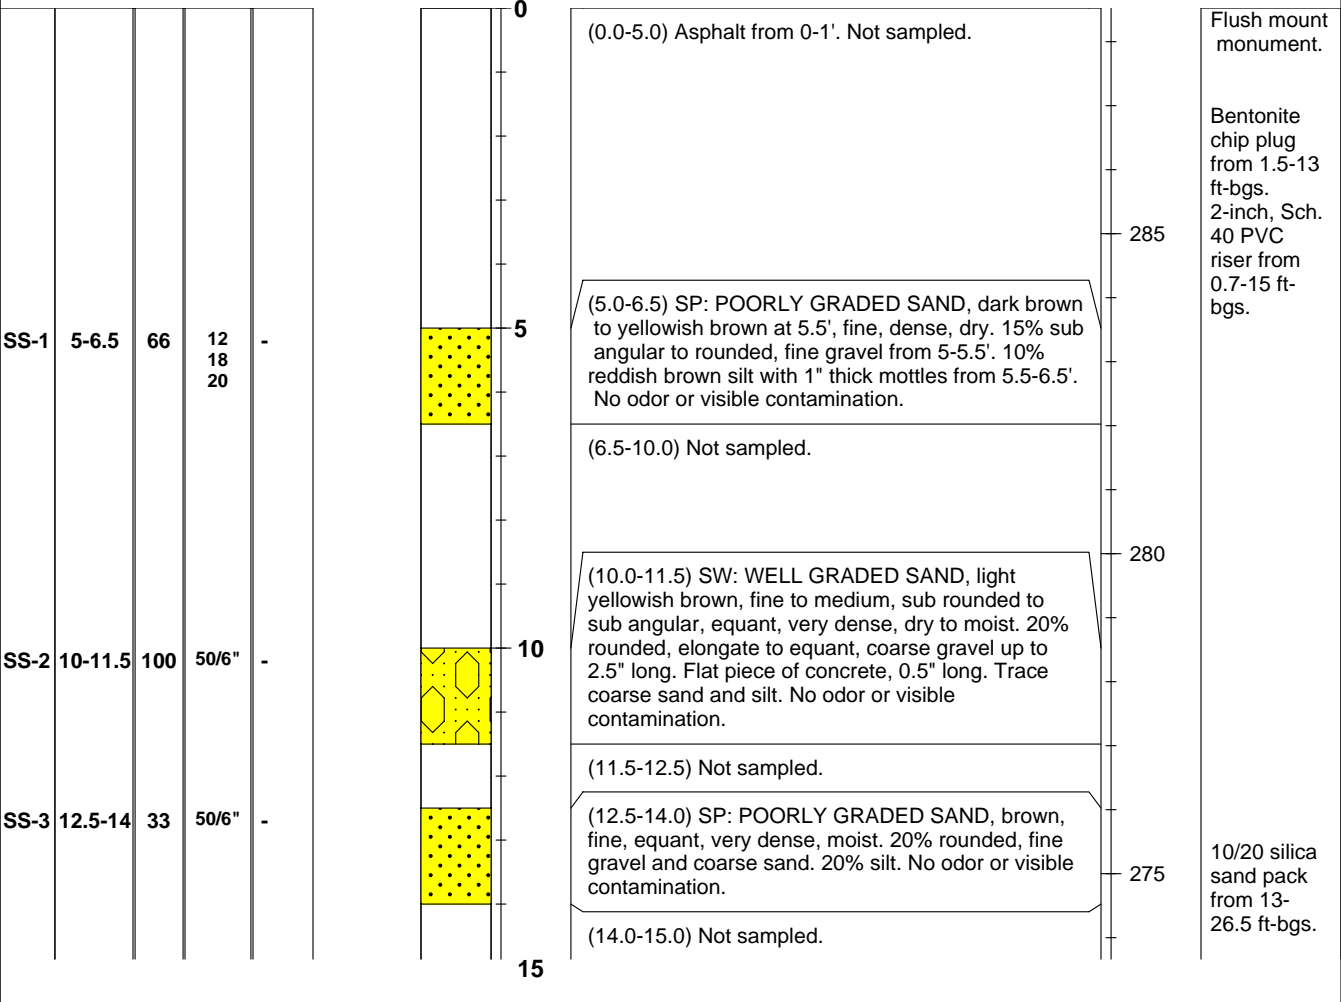 0
(0.0-5.0) Asphalt from 0-1'. Not sampled.
Flush mount
monument.
Bentonite
chip plug
from 1.5-13
ft-bgs.
2-inch, Sch.
40 PVC
riser from
0.7-15 ft-
bgs.
285
(5.0-6.5) SP: POORLY GRADED SAND, dark brown
to yellowish brown at 5.5', fine, dense, dry. 15% sub
angular to rounded, fine gravel from 5-5.5'. 10%
reddish brown silt with 1" thick mottles from 5.5-6.5'.
No odor or visible contamination.
SS-1 5-6.5 66 12 -
18
20
5
(6.5-10.0) Not sampled.
280
(10.0-11.5) SW: WELL GRADED SAND, light
yellowish brown, fine to medium, sub rounded to
sub angular, equant, very dense, dry to moist. 20%
rounded, elongate to equant, coarse gravel up to
2.5" long. Flat piece of concrete, 0.5" long. Trace
coarse sand and silt. No odor or visible
contamination.
SS-2 10-11.5 100 50/6" -
10
(11.5-12.5) Not sampled.
SS-3 12.5-14 33 50/6" -
(12.5-14.0) SP: POORLY GRADED SAND, brown,
fine, equant, very dense, moist. 20% rounded, fine
gravel and coarse sand. 20% silt. No odor or visible
contamination.
275
10/20 silica
sand pack
from 13-
26.5 ft-bgs.
(14.0-15.0) Not sampled.
15